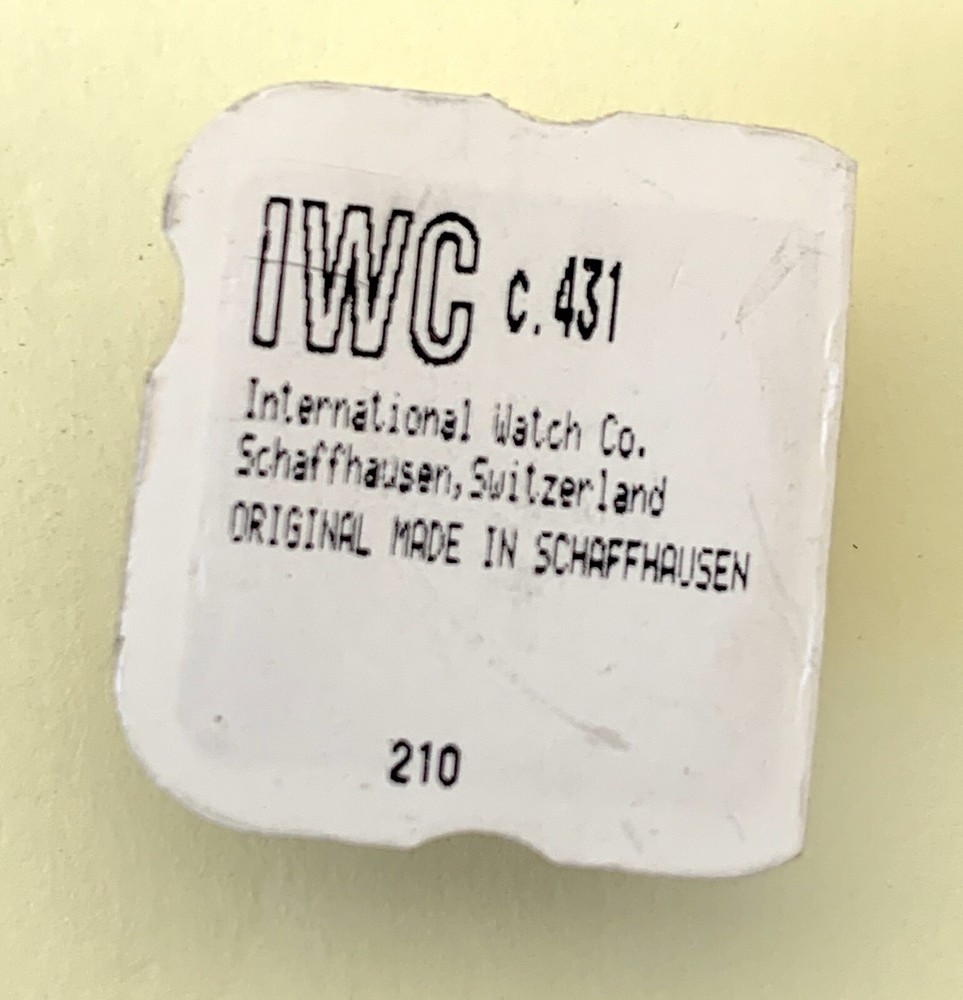 IWC c.431
International Watch Co.
Schaffhausen,Switzerland
ORIGINAL MADE IN SCHAFFHAUSEN
210